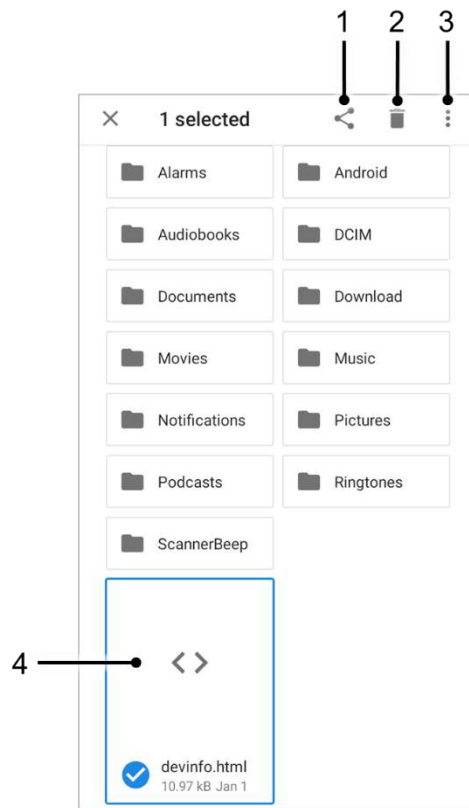 1 2 3
1 selected
Alarms
Android
Audiobooks
DCIM
Documents
Download
Movies
Music
Notifications
Pictures
Podcasts
Ringtones
ScannerBeep
4
devinfo.html
10.97 kB Jan 1